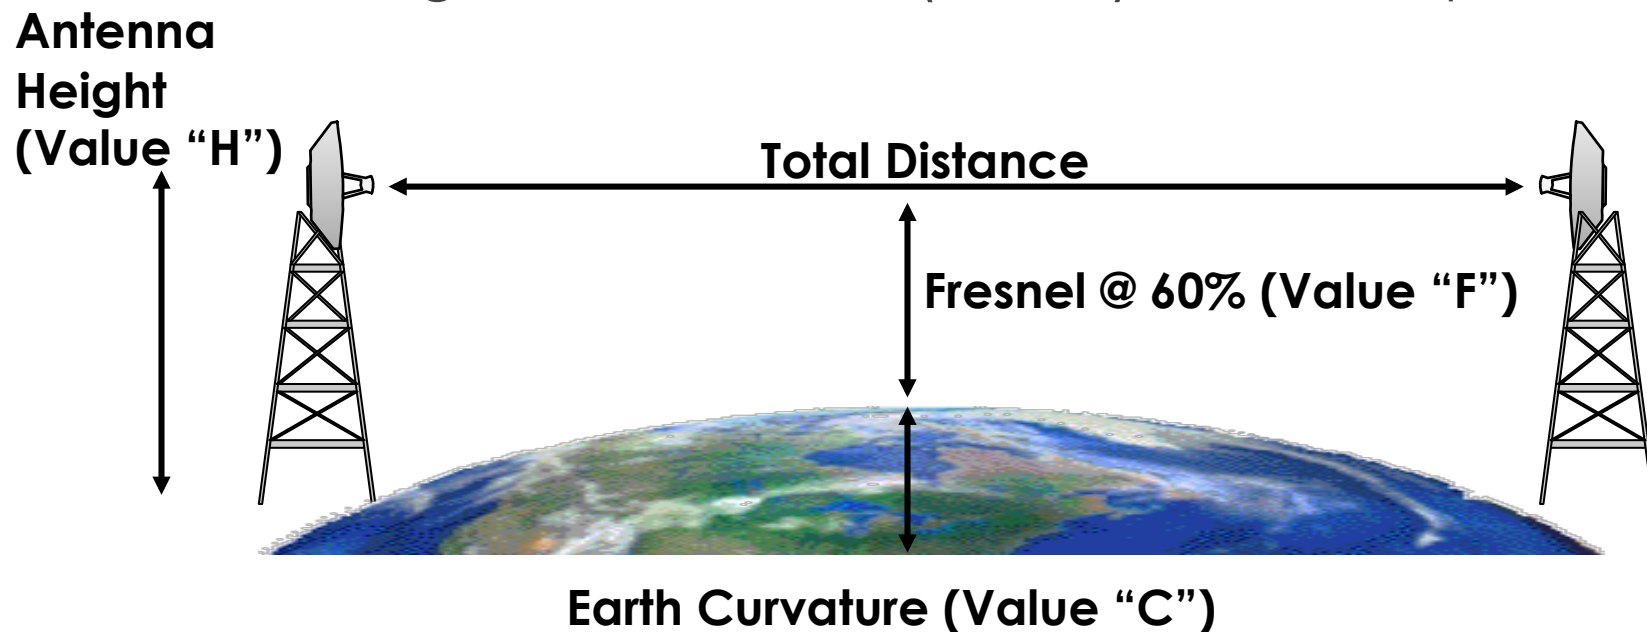 Antenna
Height
(Value “H”)
Total Distance
Fresnel @ 60% (Value “F”)
Earth Curvature (Value “C”)